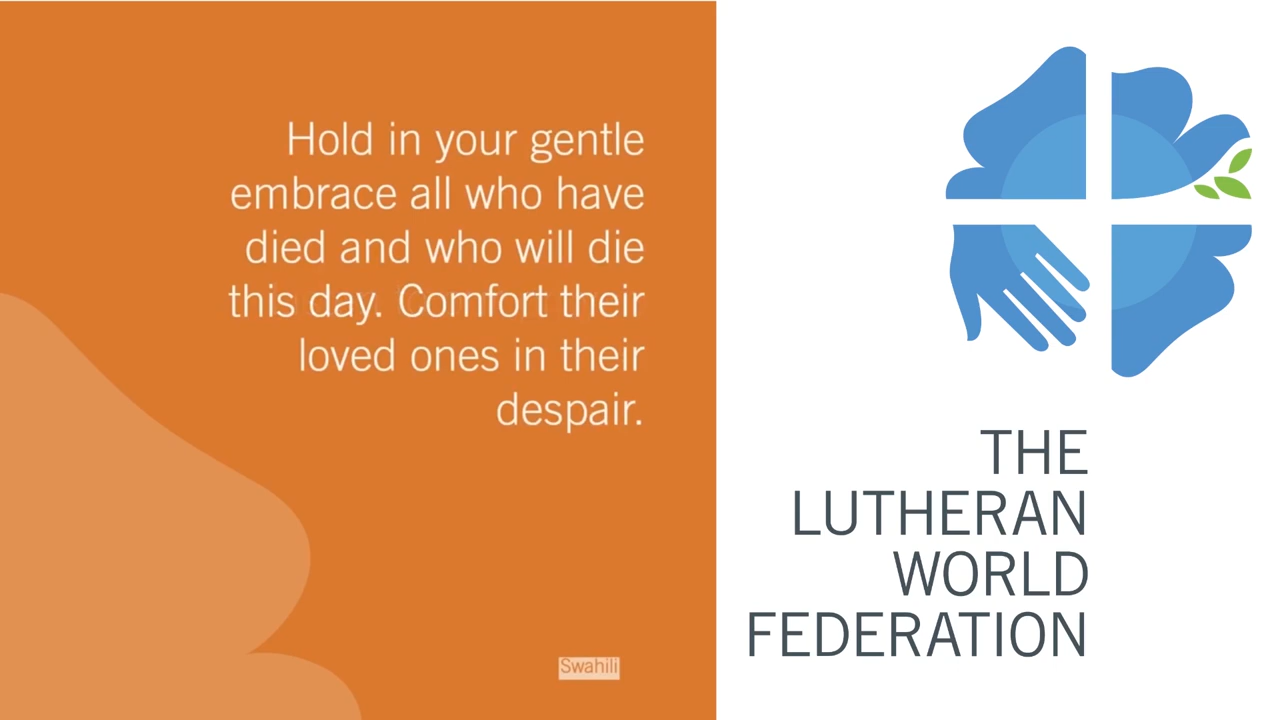 Hold in your gentle
embrace all who have
died and who will die
this day. Comfort their
loved ones in their
despair.
Swahili
THE
LUTHERAN
WORLD
FEDERATION